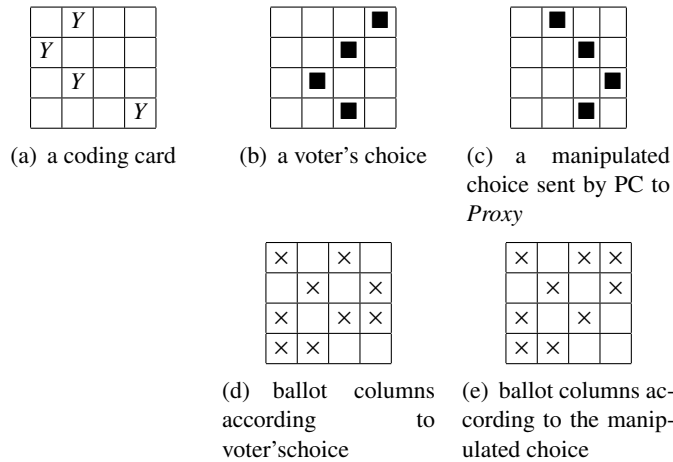 Y
Y
Y
Y
(a) a coding card
(b) a voter's choice
(c) a manipulated
choice sent by PC to
Proxy
× ×
× ×
× × ×
× ×
(d) ballot columns
according to
voter'schoice
× × ×
× ×
× ×
× ×
(e) ballot columns ac-
cording to the manip-
ulated choice